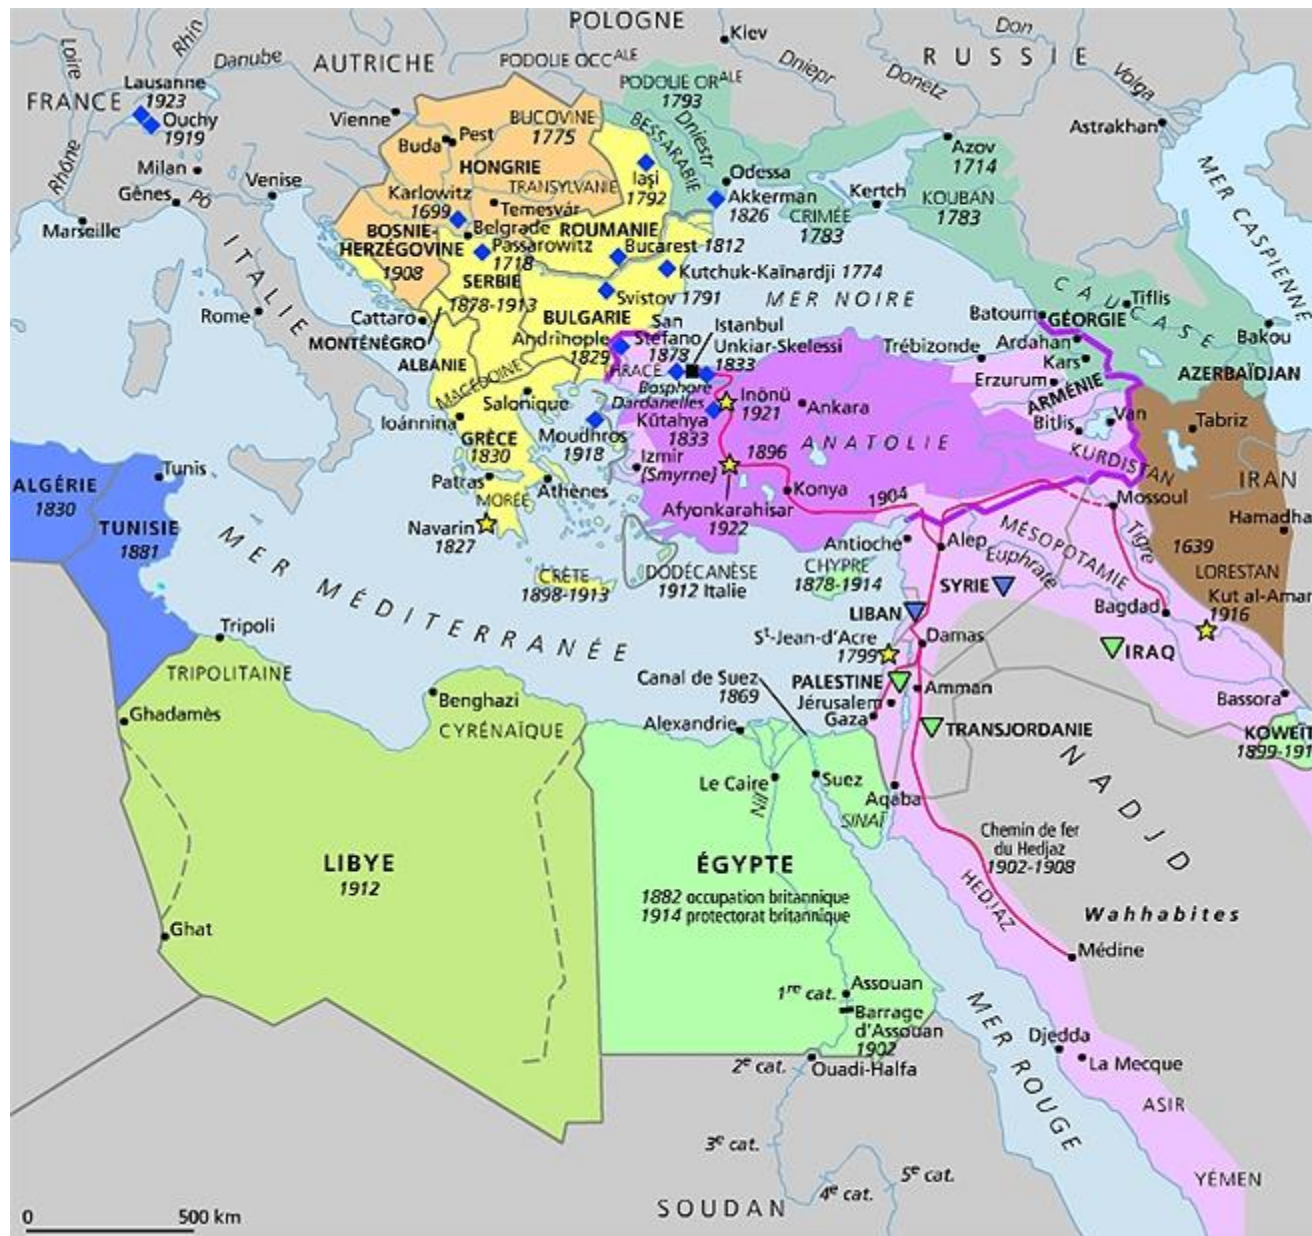 POLOGNE
Kiev
Don
RUSSIE
Loire
Rhin
Danube
AUTRICHE
PODOLIE OCCALE
Dniepr
Donetz
Volga
Lausanne
1923
FRANCE
Ouchy
1919
PODOLIE ORALE
1793
Vienne
BUCOVINE
1775
BESSARABIE
Dniestr
Astrakhan
Buda
Pest
HONGRIE
Azov
1714
Rhône
Milan
Gênes
Pô
Venise
TRANSYLVANIE
Iaşi
1792
Odessa
Akkerman
1826
Kertch
KOUBAN
1783
MER CASPIENNE
Karlowitz
1699
Temesvár
CRIMÉE
1783
Marseille
BOSNIE-
HERZÉGOVINE
1908
Belgrade
Passarowitz
1718
ROUMANIE
Bucarest 1812
Kutchuk-Kaïnardji 1774
ITALIE
SERBIE
1878-1913
Svistov 1791
MER NOIRE
CAUCASE
Tiflis
Rome
Cattaro
MONTÉNÉGRO
BULGARIE
San
Stefano
1878
Andrinople
1829
Istanbul
Unkiar-Skelessi
1833
Batoum
GÉORGIE
Ardahan
Kars
Bakou
Trébizonde
ALBANIE
HRACE
Bosphore
Dardanelles
Erzurum
ARMÉNIE
AZERBAÏDJAN
MACÉDOINE
Salonique
Inönü
1921
Ankara
Kütahya
1833
Bitlis
Van
Tabriz
Ioánnina
GRÈCE
1830
Moudhros
1918
ANATOLIE
KURDISTAN
Izmir
(Smyrne)
1896
IRAN
Tunis
ALGÉRIE
1830
Patras
MORÉE
Athènes
Konya
1904
Mossoul
TUNISIE
1881
Navarin
1827
Afyonkarahisar
1922
Hamadha
MER MÉDITERRANÉE
Antioche
Alep
Euphrate
MÉSOPOTAMIE
Tigre
1639
CRÈTE
1898-1913
DODÉCANÈSE
1912 Italie
CHYPRE
1878-1914
SYRIE
LORESTAN
Kut al-Amar
1916
Bagdad
LIBAN
Tripoli
St-Jean-d'Acre
1799
Damas
IRAQ
TRIPOLITAINE
Canal de Suez
1869
PALESTINE
Jérusalem
Amman
Bassora
Ghadamès
Benghazi
CYRÉNAÏQUE
Alexandrie
Gaza
TRANSJORDANIE
KOWEIT
1899-191
NADJD
Le Caire
Nil
Suez
SINAÏ
Aqaba
Chemin de fer
du Hedjaz
1902-1908
LIBYE
1912
ÉGYPTE
1882 occupation britannique
1914 protectorat britannique
HEDJAZ
Wahhabites
Ghat
Médine
1re cat.
Assouan
Barrage
d'Assouan
1902
MER ROUGE
Djedda
La Mecque
2e cat.
Ouadi-Halfa
ASIR
3e cat.
4e cat.
5e cat.
YÉMEN
SOUDAN
0 500 km